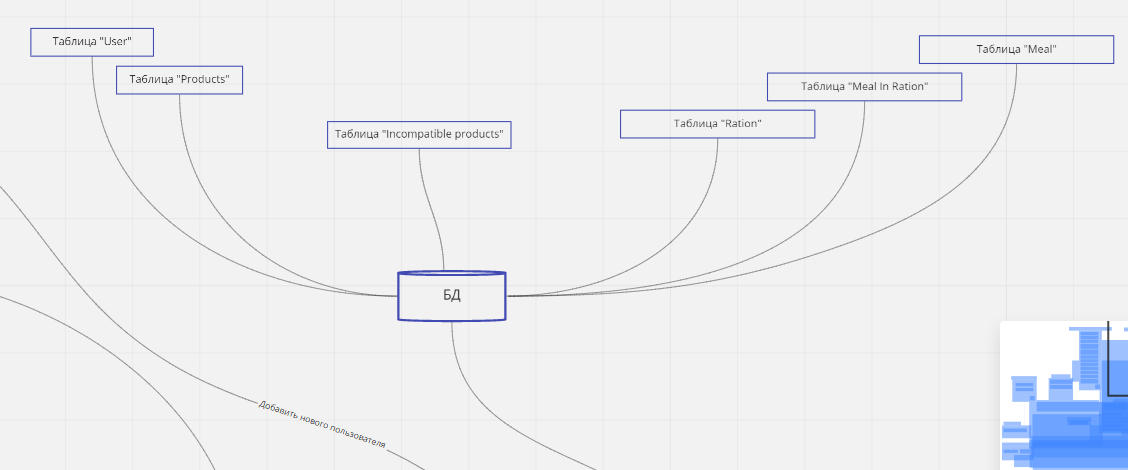 Таблица "User"
Таблица "Meal"
Таблица "Products"
Таблица "Meal In Ration"
Таблица "Ration"
Таблица "Incompatible products"
БД
Добавить нового пользователя